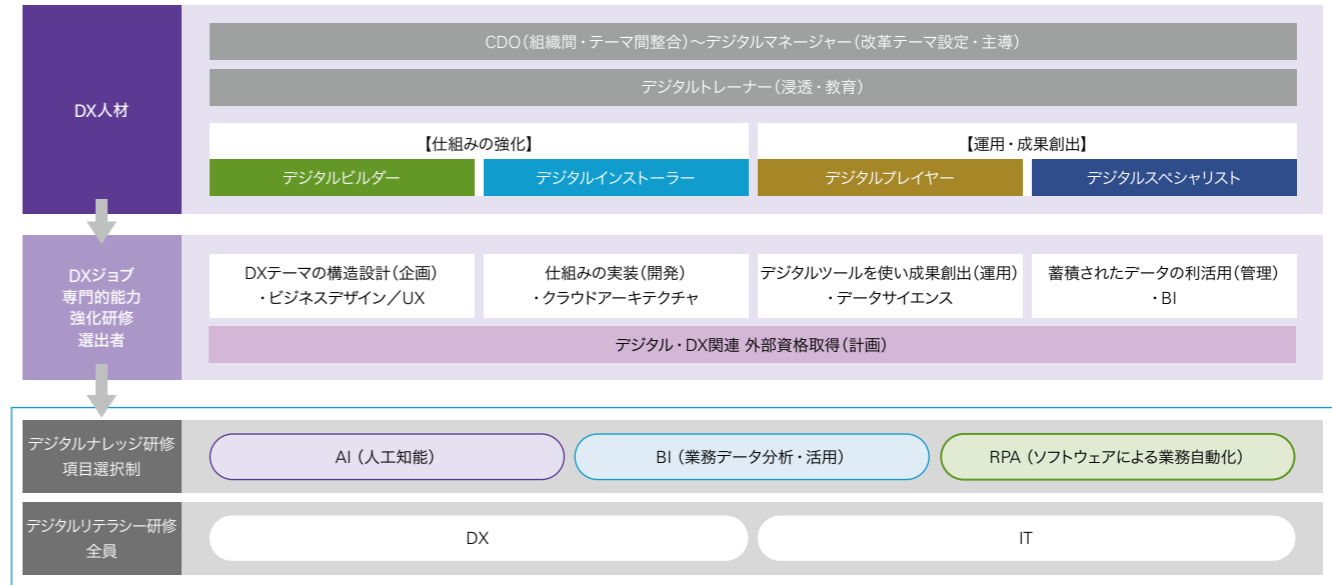 DX人材
CDO（組織間・テーマ間整合）～デジタルマネージャー（改革テーマ設定・主導）
デジタルトレーナー（浸透・教育）
【仕組みの強化】
【運用・成果創出】
デジタルビルダー
デジタルインストーラー
デジタルプレイヤー
デジタルスペシャリスト
DXジョブ
専門的能力
強化研修
選出者
DXテーマの構造設計（企画）
・ビジネスデザイン／UX
仕組みの実装（開発）
・クラウドアーキテクチャ
デジタルツールを使い成果創出（運用）
・データサイエンス
蓄積されたデータの利活用（管理）
・BI
デジタル・DX関連 外部資格取得（計画）
デジタルナレッジ研修
項目選択制
AI（人工知能）
BI（業務データ分析・活用）
RPA（ソフトウェアによる業務自動化）
デジタルリテラシー研修
全員
DX
IT